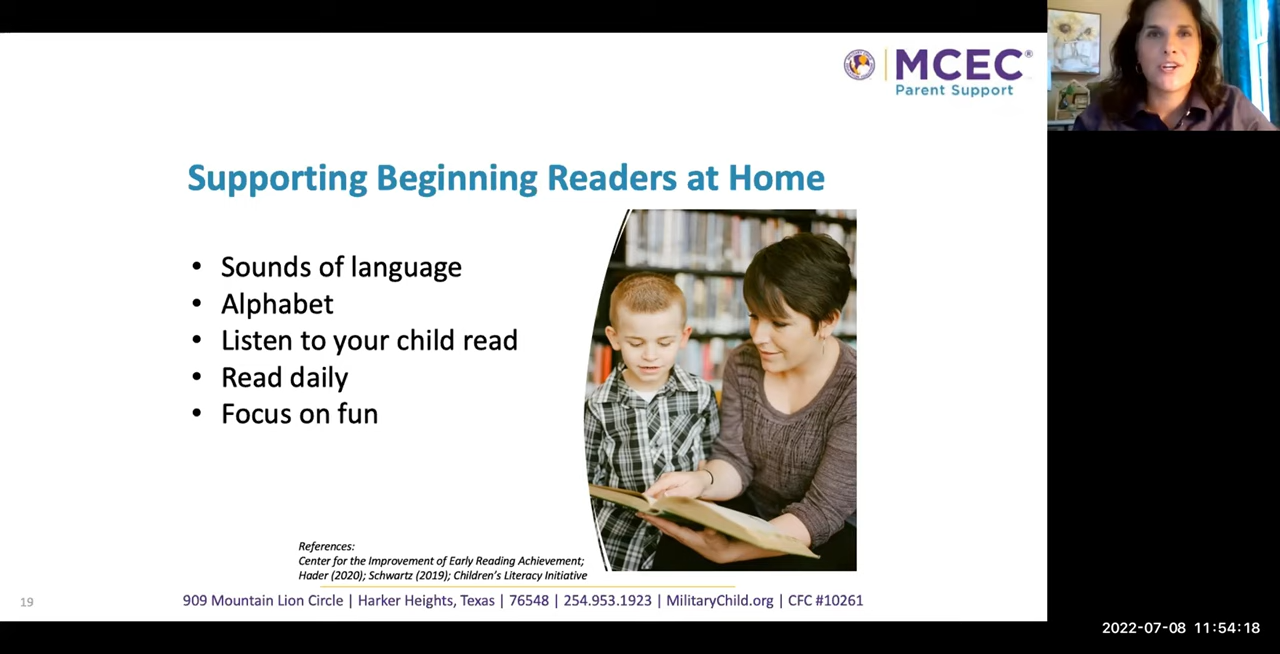 MCEC®
Parent Support
Supporting Beginning Readers at Home
• Sounds of language
• Alphabet
• Listen to your child read
• Read daily
• Focus on fun
References:
Center for the Improvement of Early Reading Achievement;
Hader (2020); Schwartz (2019); Children's Literacy Initiative
19
909 Mountain Lion Circle | Harker Heights, Texas | 76548 | 254.953.1923 | MilitaryChild.org | CFC #10261
2022-07-08 11:54:18